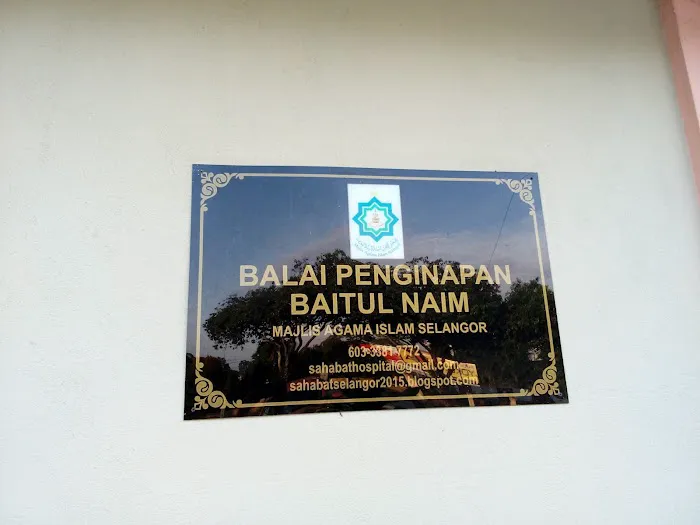 BALAI PENGINAPAN
BAITUL NAIM
MAJLIS AGAMA ISLAM SELANGOR
603-3381 7772
sahabathospital@gmail.com
sahabatselangor2015.blogspot.com